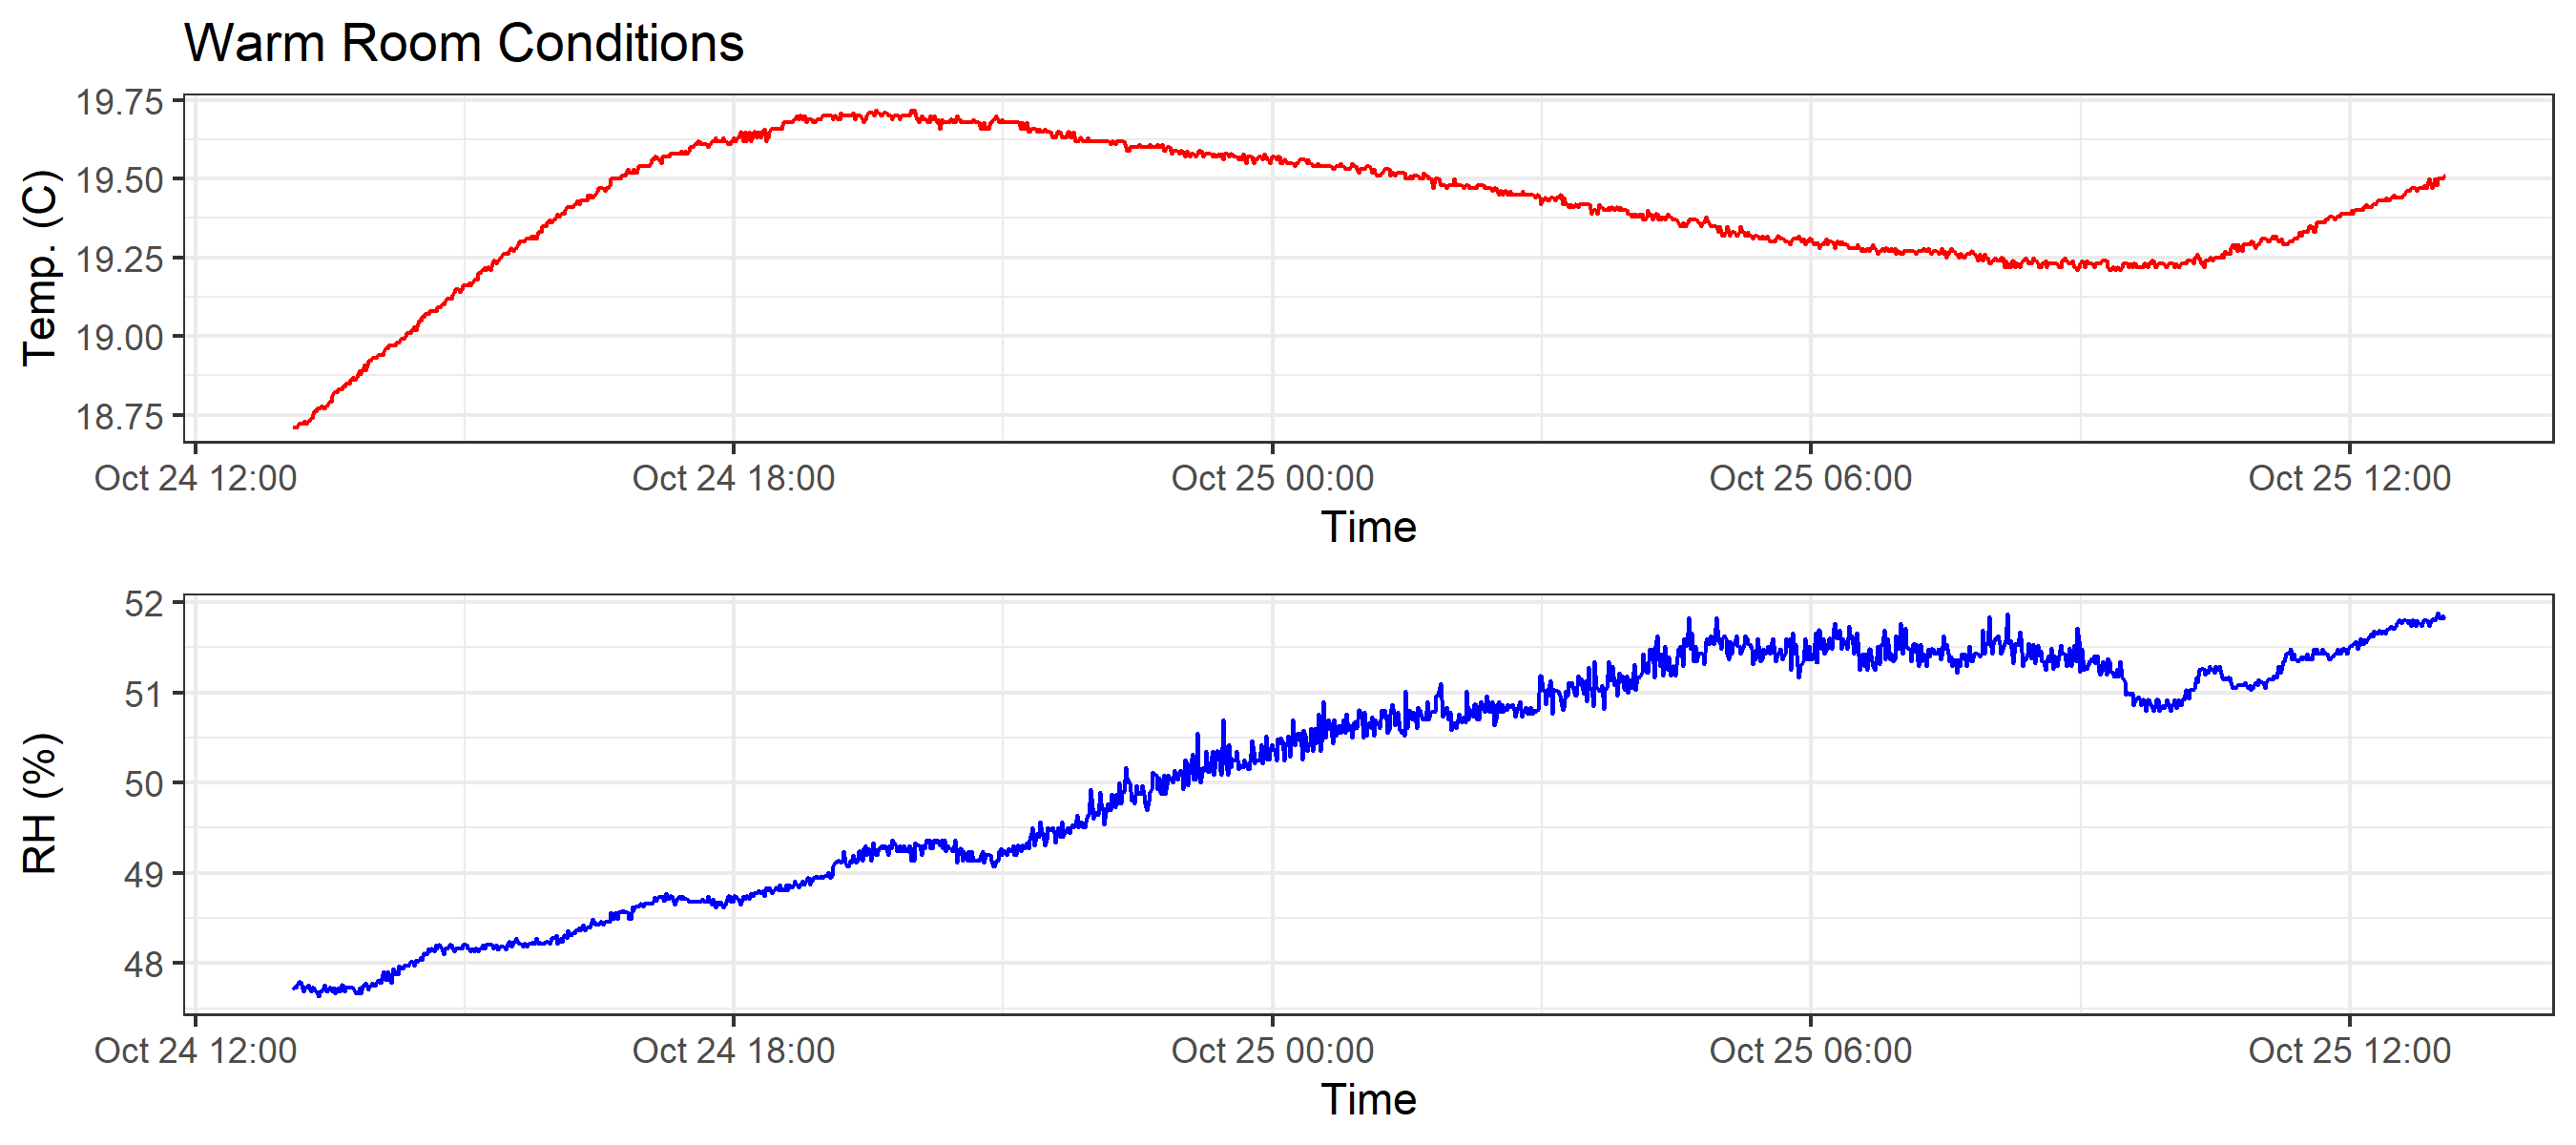 Warm Room Conditions
Temp. (C)
19.75
19.50
19.25
19.00
18.75
Oct 24 12:00 Oct 24 18:00 Oct 25 00:00 Oct 25 06:00 Oct 25 12:00
Time
RH (%)
52
51
50
49
48
Oct 24 12:00 Oct 24 18:00 Oct 25 00:00 Oct 25 06:00 Oct 25 12:00
Time